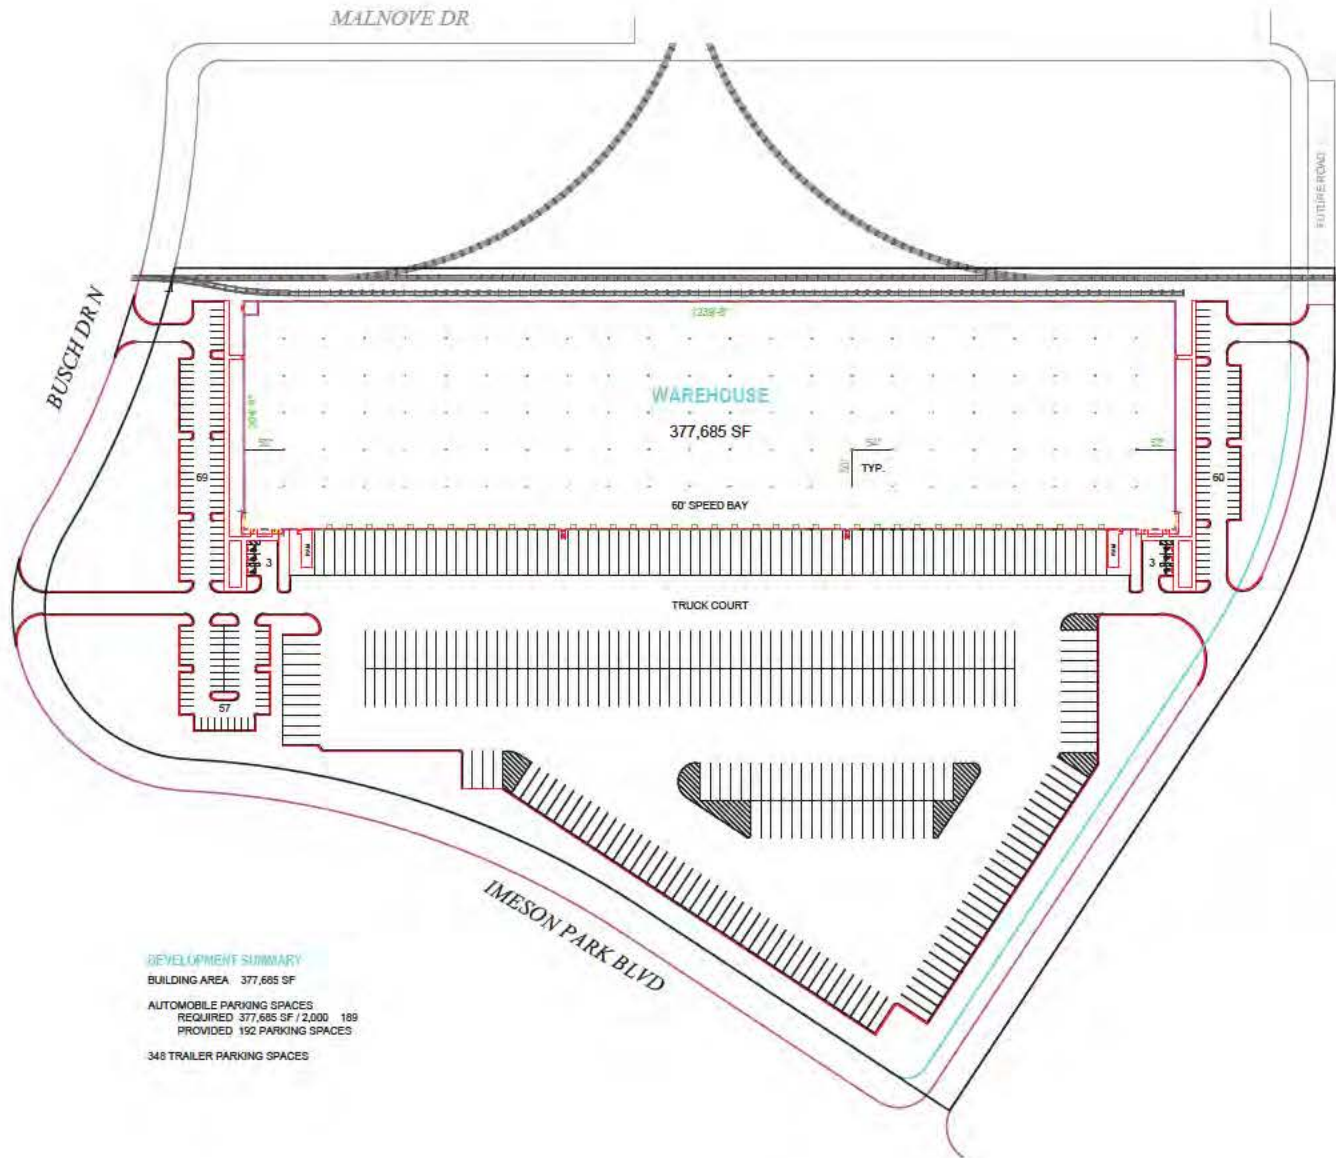 MALNOVE DR
FUTURE ROAD
BUSCH DR N
WAREHOUSE
377,685 SF
TYP.
69
60
60' SPEED BAY
3
3
TRUCK COURT
57
IMESON PARK BLVD
DEVELOPMENT SUMMARY
BUILDING AREA 377,685 SF
AUTOMOBILE PARKING SPACES
REQUIRED 377,685 SF / 2,000 189
PROVIDED 192 PARKING SPACES
348 TRAILER PARKING SPACES